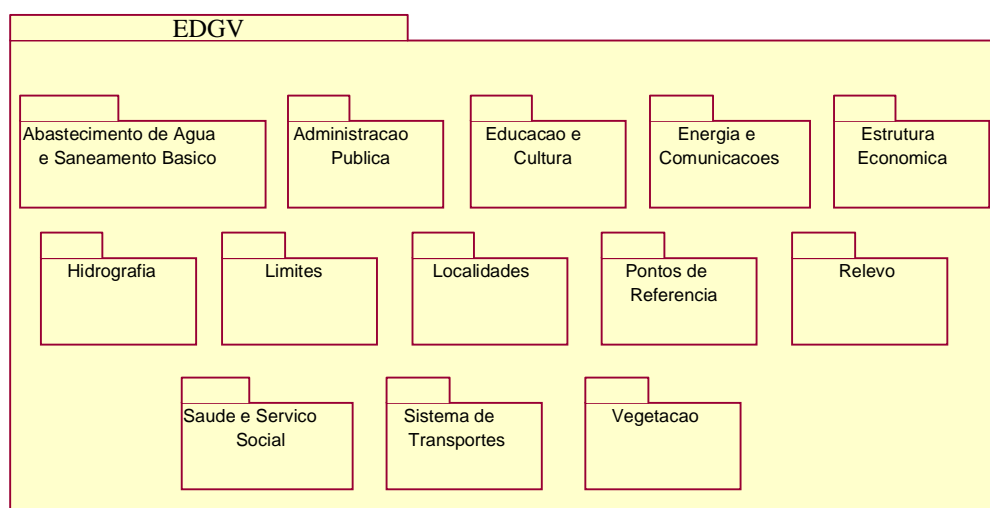 EDGV
Abastecimento de Agua
e Saneamento Basico
Administracao
Publica
Educacao e
Cultura
Energia e
Comunicacoes
Estrutura
Economica
Hidrografia
Limites
Localidades
Pontos de
Referencia
Relevo
Saude e Servico
Social
Sistema de
Transportes
Vegetacao